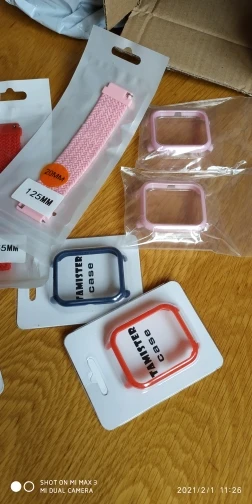 20MM
125MM
5MM
TAMISTER
case
TAMISTER
case
SHOT ON MI MAX 3
MI DUAL CAMERA
2021/2/1 11:26